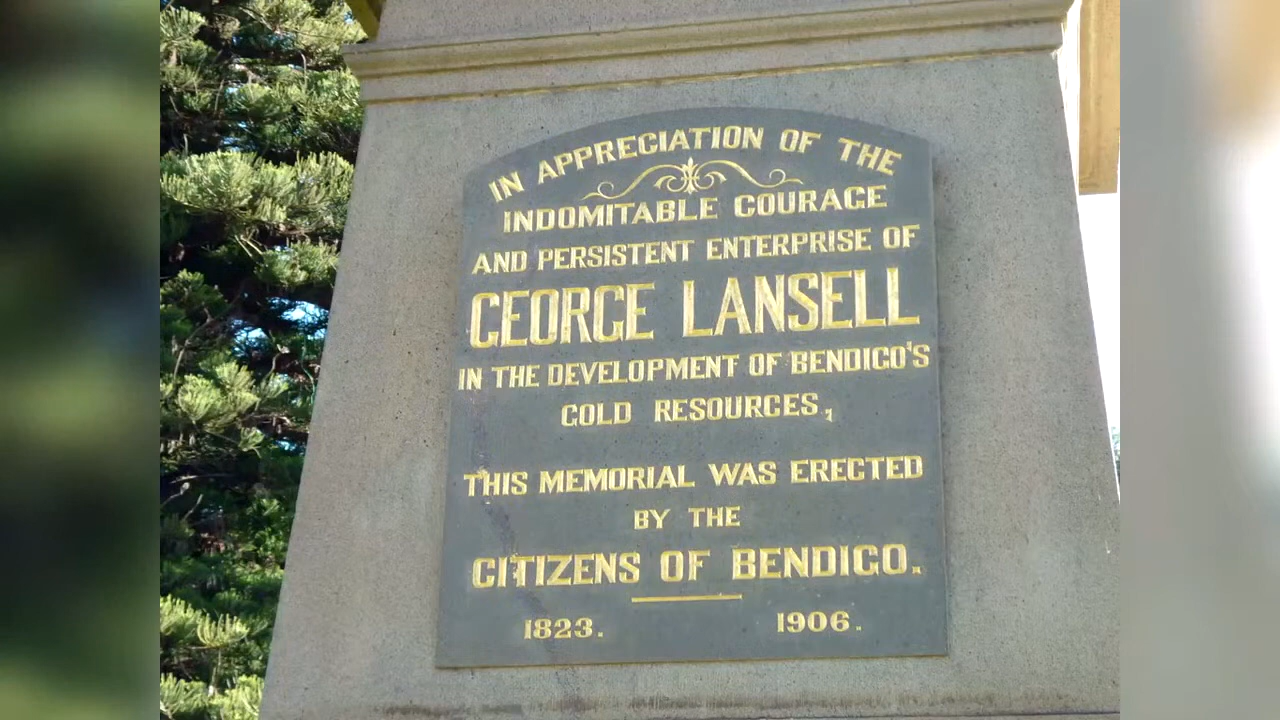 IN APPRECIATION OF THE
INDOMITABLE COURAGE
AND PERSISTENT ENTERPRISE OF
GEORGE LANSELL
IN THE DEVELOPMENT OF BENDIGO'S
GOLD RESOURCES,
THIS MEMORIAL WAS ERECTED
BY THE
CITIZENS OF BENDIGO.
1823. 1906.